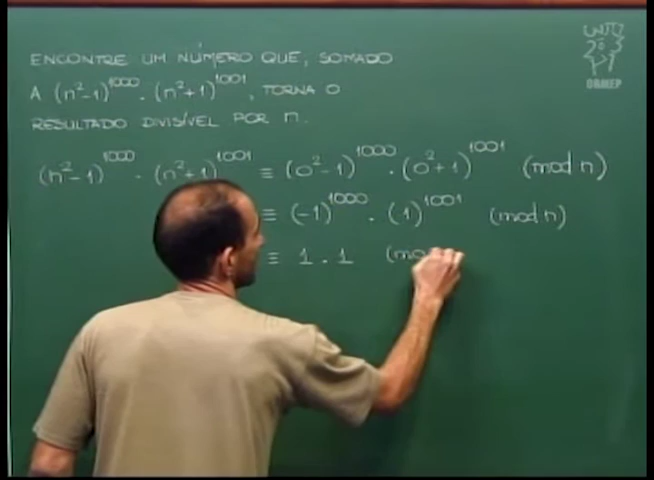 ENCONTRE UM NÚMERO QUE, SOMADO
A (n²-1)¹⁰⁰⁰ . (n²+1)¹⁰⁰¹, TORNA O
RESULTADO DIVISÍVEL POR n.
(n²-1)¹⁰⁰⁰ . (n²+1)¹⁰⁰¹ ≡ (0²-1)¹⁰⁰⁰ . (0²+1)¹⁰⁰¹ (mod n)
≡ (-1)¹⁰⁰⁰ . (1)¹⁰⁰¹ (mod n)
≡ 1 . 1 (mo
OBMEP